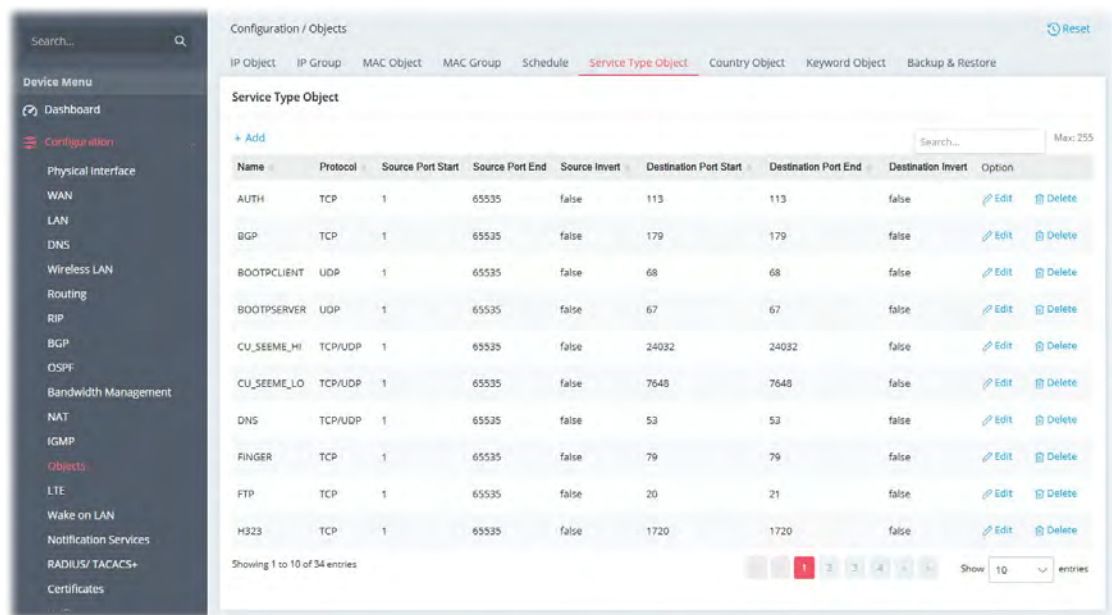 Search...
Device Menu
Dashboard
Configuration
Physical Interface
WAN
LAN
DNS
Wireless LAN
Routing
RIP
BGP
OSPF
Bandwidth Management
NAT
IGMP
Objects
LTE
Wake on LAN
Notification Services
RADIUS/ TACACS+
Certificates
Configuration / Objects
Reset
IP Object IP Group MAC Object MAC Group Schedule Service Type Object Country Object Keyword Object Backup & Restore
Service Type Object
+ Add Search... Max: 255
Name Protocol Source Port Start Source Port End Source Invert Destination Port Start Destination Port End Destination Invert Option
AUTH TCP 1 65535 false 113 113 false Edit Delete
BGP TCP 1 65535 false 179 179 false Edit Delete
BOOTPCLIENT UDP 1 65535 false 68 68 false Edit Delete
BOOTPSERVER UDP 1 65535 false 67 67 false Edit Delete
CU_SEEME_HI TCP/UDP 1 65535 false 24032 24032 false Edit Delete
CU_SEEME_LO TCP/UDP 1 65535 false 7648 7648 false Edit Delete
DNS TCP/UDP 1 65535 false 53 53 false Edit Delete
FINGER TCP 1 65535 false 79 79 false Edit Delete
FTP TCP 1 65535 false 20 21 false Edit Delete
H323 TCP 1 65535 false 1720 1720 false Edit Delete
Showing 1 to 10 of 34 entries
1 2 3 4 Show 10 entries